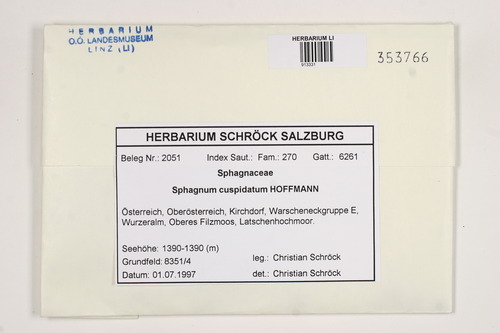 HERBARIUM
O.Ö. LANDESMUSEUM
LINZ (LI)
HERBARIUM LI
913331
353766
HERBARIUM SCHRÖCK SALZBURG
Beleg Nr.: 2051 Index Saut.: Fam.: 270 Gatt.: 6261
Sphagnaceae
Sphagnum cuspidatum HOFFMANN
Österreich, Oberösterreich, Kirchdorf, Warscheneckgruppe E,
Wurzeralm, Oberes Filzmoos, Latschenhochmoor.
Seehöhe: 1390-1390 (m)
Grundfeld: 8351/4 leg.: Christian Schröck
Datum: 01.07.1997 det.: Christian Schröck